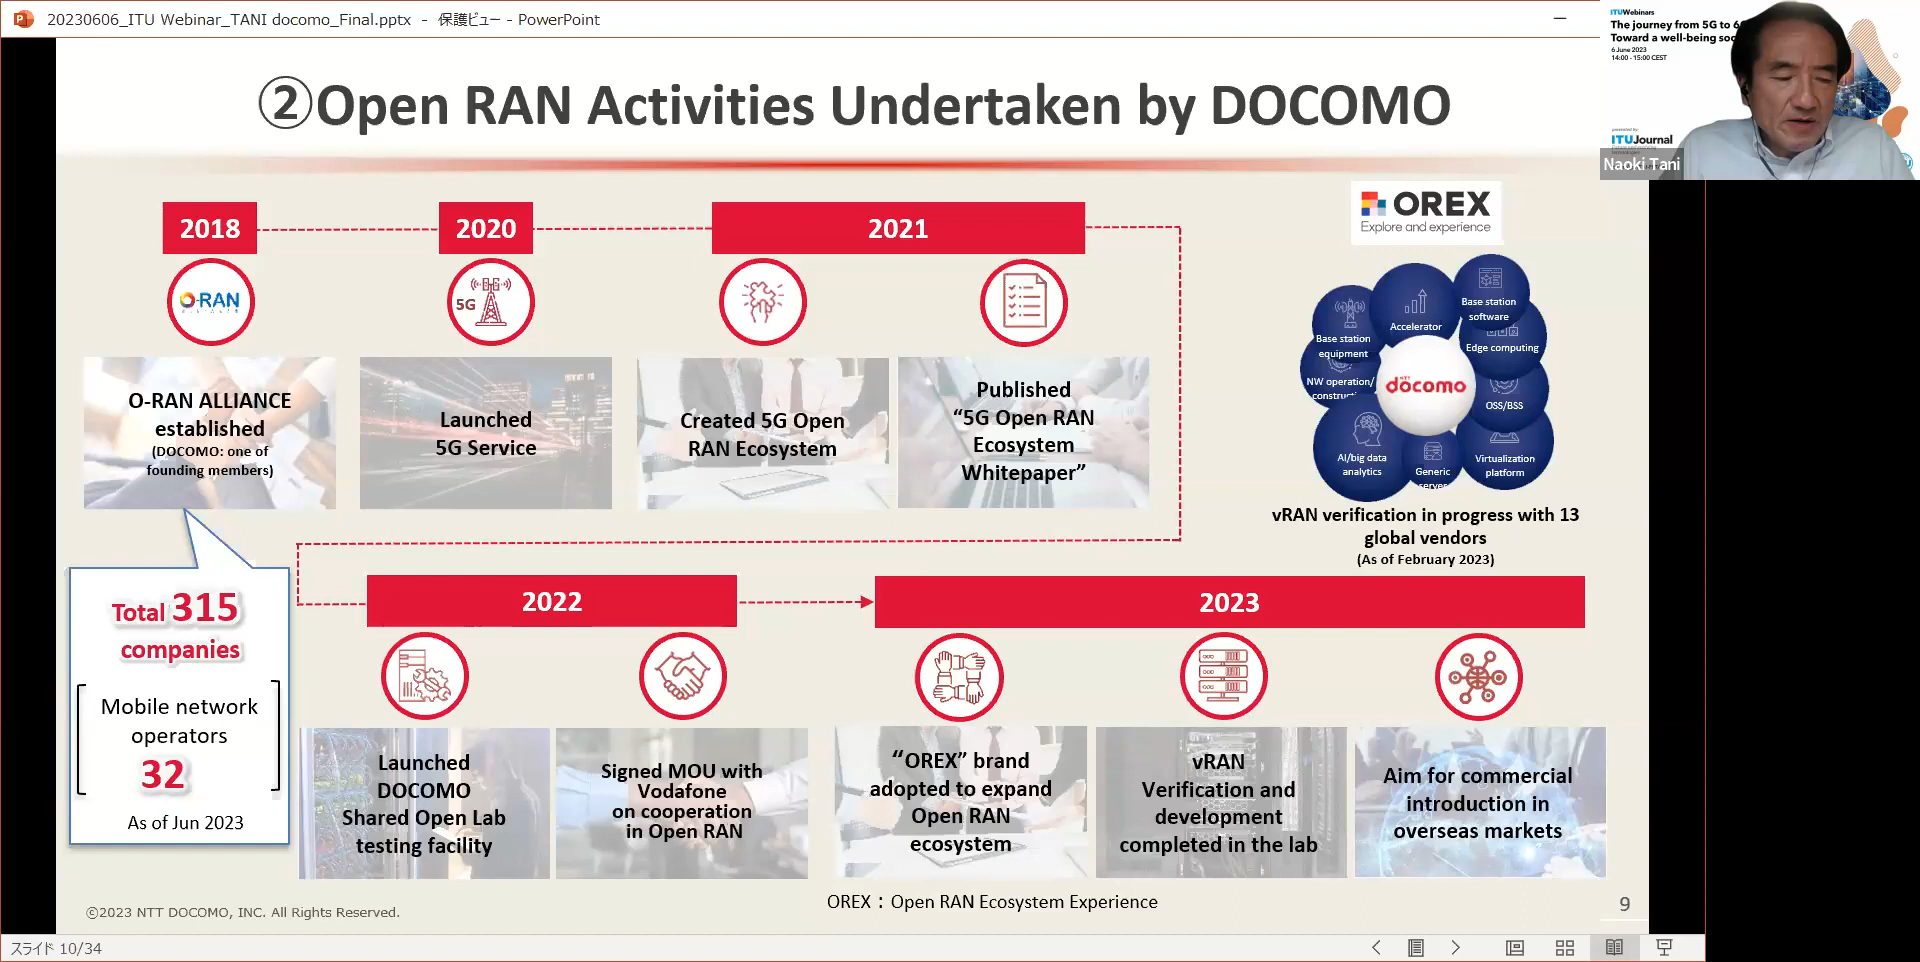 20230606_ITU Webinar_TANI docomo_Final.pptx - 保護ビュー - PowerPoint
ITUWebinars
The journey from 5G to 6
Toward a well-being soc
6 June 2023
14:00 - 15:00 CEST
ITUJournal
Naoki Tani
②Open RAN Activities Undertaken by DOCOMO
2018
2020
2021
O-RAN
5G
O-RAN ALLIANCE
established
(DOCOMO: one of
founding members)
Launched
5G Service
Created 5G Open
RAN Ecosystem
Published
“5G Open RAN
Ecosystem
Whitepaper”
OREX
Explore and experience
Base station
software
Accelerator
Base station
equipment
Edge computing
NW operation/
construct
NTT
docomo
OSS/BSS
AI/big data
analytics
Generic
server
Virtualization
platform
vRAN verification in progress with 13
global vendors
(As of February 2023)
Total 315
companies
Mobile network
operators
32
As of Jun 2023
2022
2023
Launched
DOCOMO
Shared Open Lab
testing facility
Signed MOU with
Vodafone
on cooperation
in Open RAN
“OREX” brand
adopted to expand
Open RAN
ecosystem
vRAN
Verification and
development
completed in the lab
Aim for commercial
introduction in
overseas markets
OREX：Open RAN Ecosystem Experience
©2023 NTT DOCOMO, INC. All Rights Reserved.
9
スライド 10/34